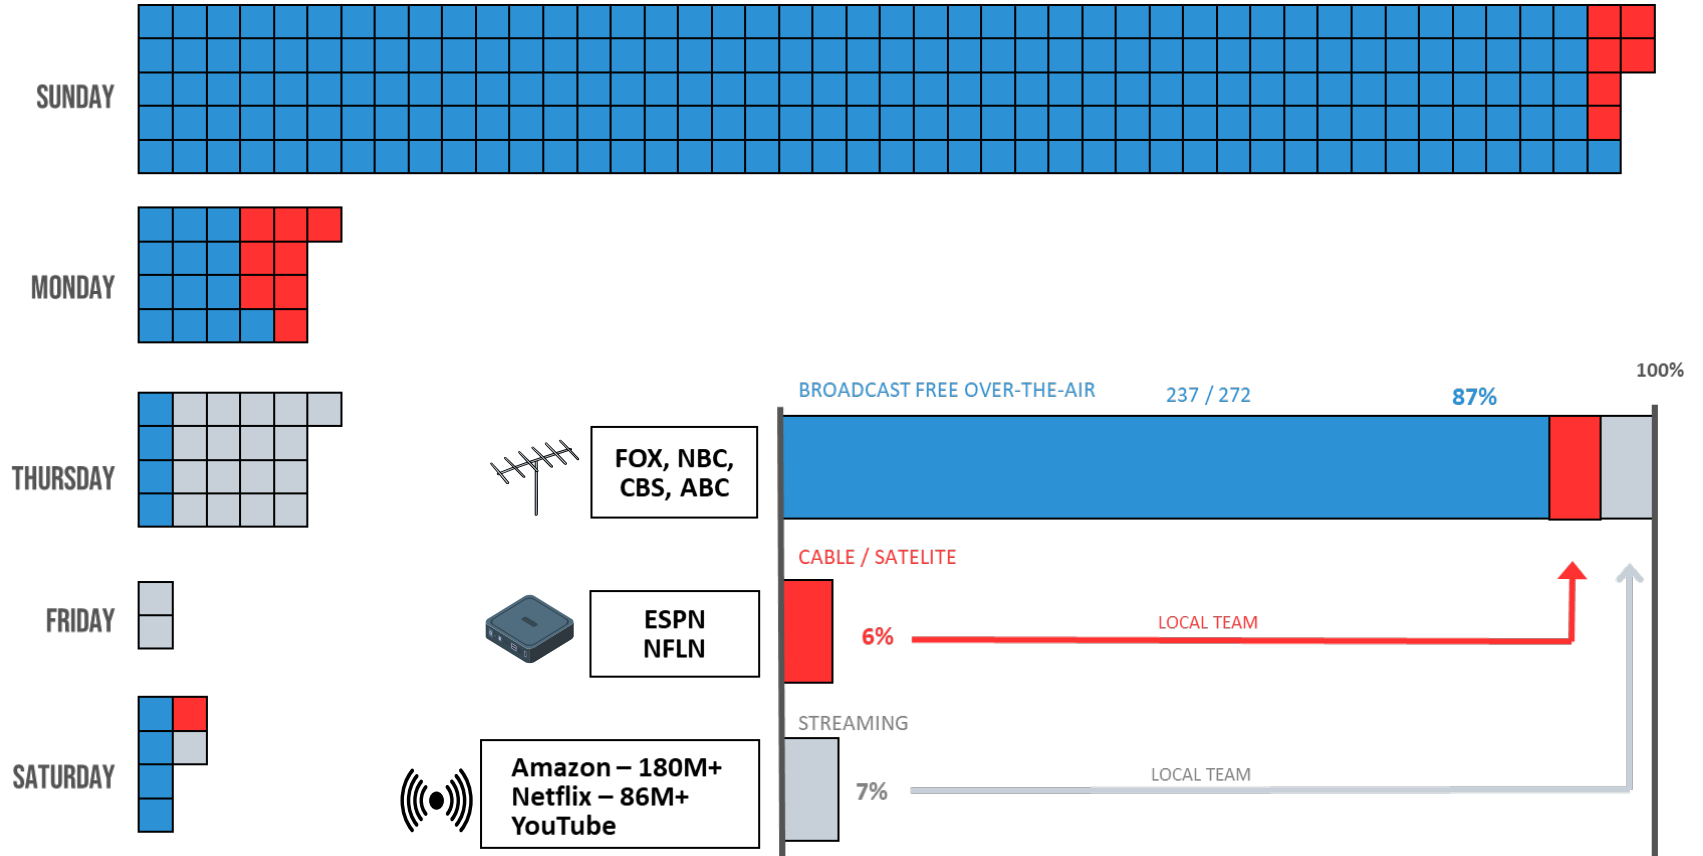 SUNDAY
MONDAY
THURSDAY
FRIDAY
SATURDAY
100%
BROADCAST FREE OVER-THE-AIR
237 / 272
87%
FOX, NBC,
CBS, ABC
CABLE / SATELITE
ESPN
NFLN
6%
LOCAL TEAM
STREAMING
Amazon – 180M+
Netflix – 86M+
YouTube
7%
LOCAL TEAM